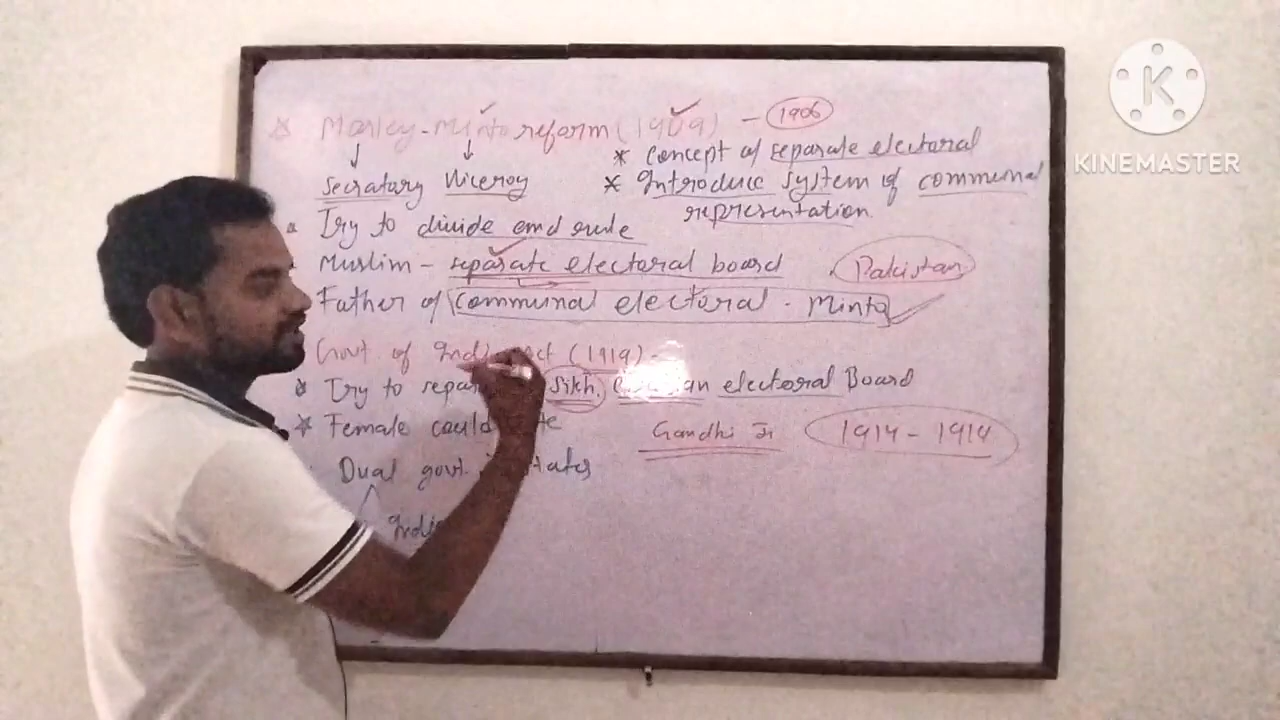 Morley-Minto reform (1909) - 1906
Secratary Viceroy
* Concept of separate electoral
* Introduce system of communal
representation
Try to divide and rule
Muslim - separate electoral board
Pakistan
Father of communal electoral - Minto
Govt. of Act (1919) -
* Try to Sikh, electoral Board
* Female could
Gandhi Ji 1914 - 1914
Dual govt.
K
KINEMASTER